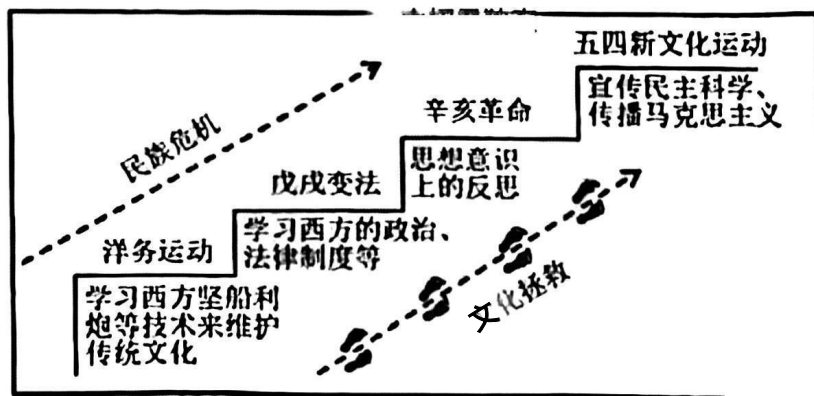 五四新文化运动
宣传民主科学、
传播马克思主义
辛亥革命
思想意识
上的反思
民族危机
戊戌变法
学习西方的政治、
法律制度等
洋务运动
学习西方坚船利
炮等技术来维护
传统文化
文化拯救